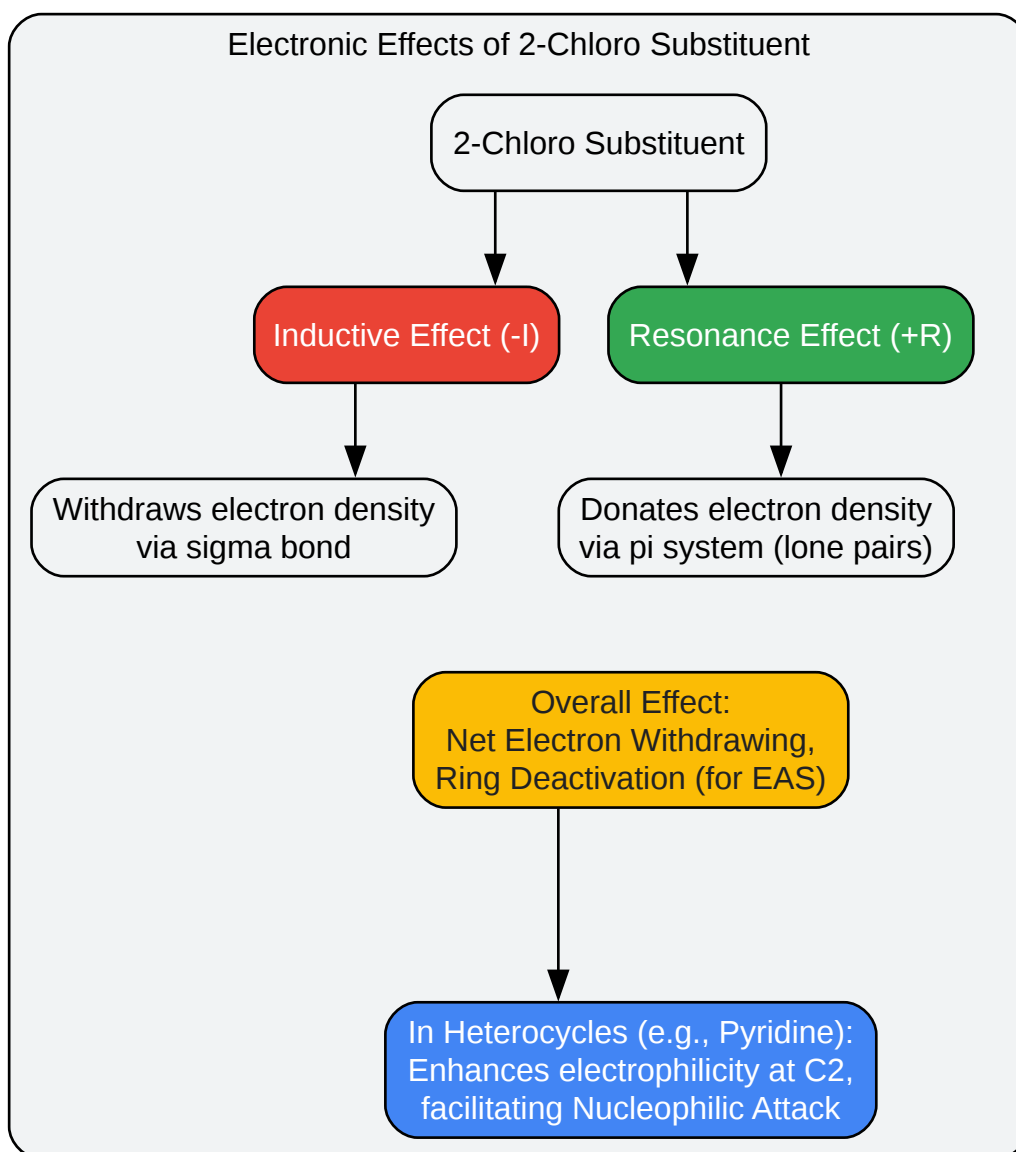 Electronic Effects of 2-Chloro Substituent
2-Chloro Substituent
Inductive Effect (-I)
Resonance Effect (+R)
Withdraws electron density
via sigma bond
Donates electron density
via pi system (lone pairs)
Overall Effect:
Net Electron Withdrawing,
Ring Deactivation (for EAS)
In Heterocycles (e.g., Pyridine):
Enhances electrophilicity at C2,
facilitating Nucleophilic Attack